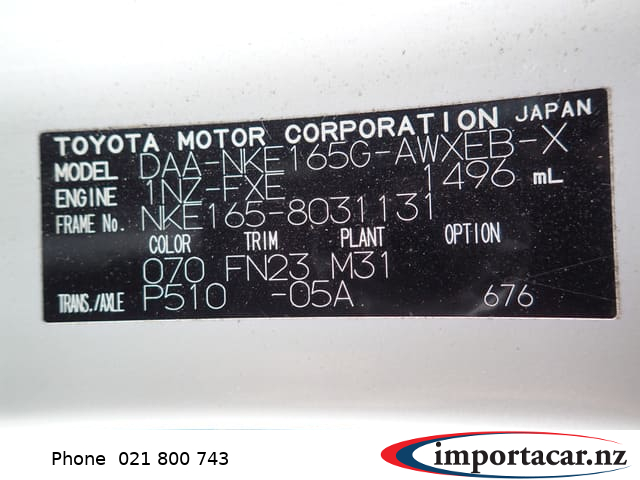 TOYOTA MOTOR CORPORATION JAPAN
MODEL DAA-NKE165G-AWXEB-X
ENGINE 1NZ-FXE 1496 mL
FRAME No. NKE165-8031131
COLOR TRIM PLANT OPTION
070 FN23 M31
TRANS./AXLE P510 -05A 676
Phone 021 800 743
importacar.nz